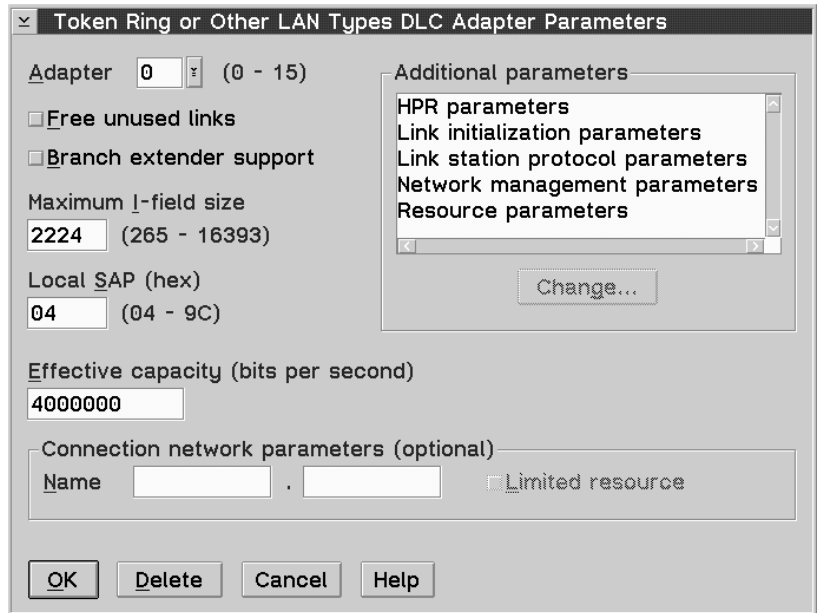 Token Ring or Other LAN Types DLC Adapter Parameters
Adapter 0 (0 - 15)
Free unused links
Branch extender support
Maximum I-field size
2224 (265 - 16393)
Local SAP (hex)
04 (04 - 9C)
Additional parameters
HPR parameters
Link initialization parameters
Link station protocol parameters
Network management parameters
Resource parameters
Change...
Effective capacity (bits per second)
4000000
Connection network parameters (optional)
Name . Limited resource
OK Delete Cancel Help